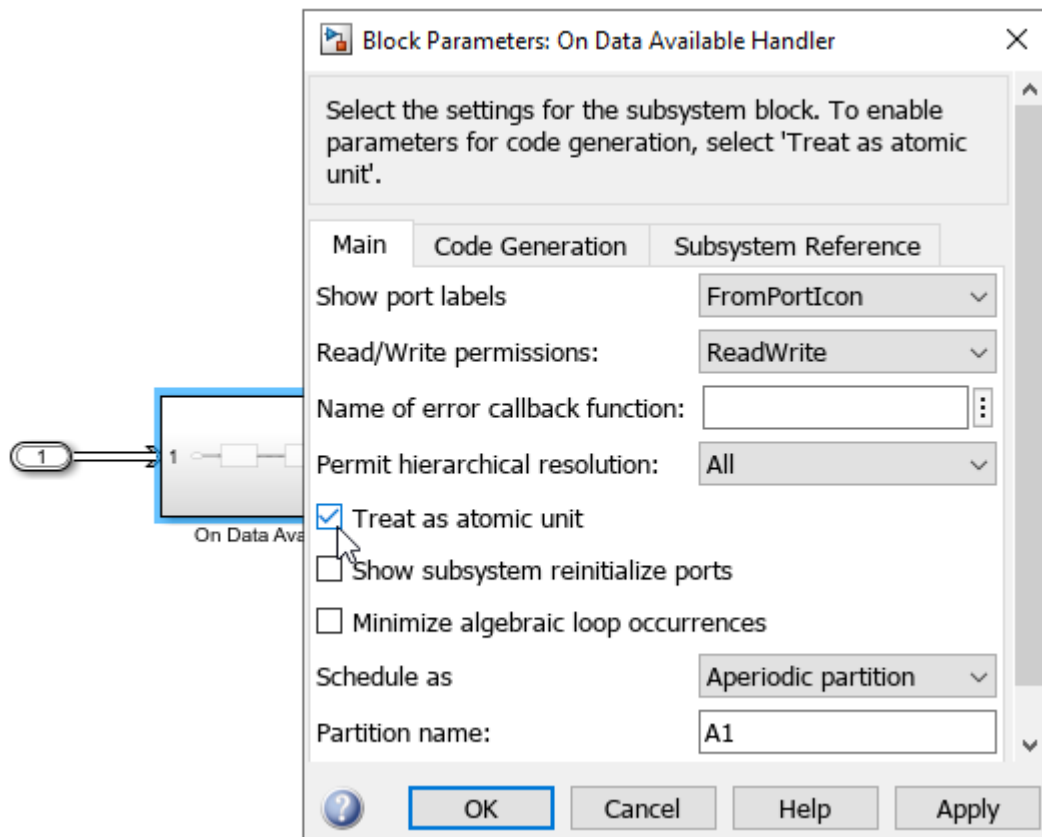 Block Parameters: On Data Available Handler
Select the settings for the subsystem block. To enable
parameters for code generation, select 'Treat as atomic
unit'.
Main Code Generation Subsystem Reference
Show port labels FromPortIcon
Read/Write permissions: ReadWrite
Name of error callback function:
Permit hierarchical resolution: All
1 1
Treat as atomic unit
On Data Ava
Show subsystem reinitialize ports
Minimize algebraic loop occurrences
Schedule as Aperiodic partition
Partition name: A1
? OK Cancel Help Apply